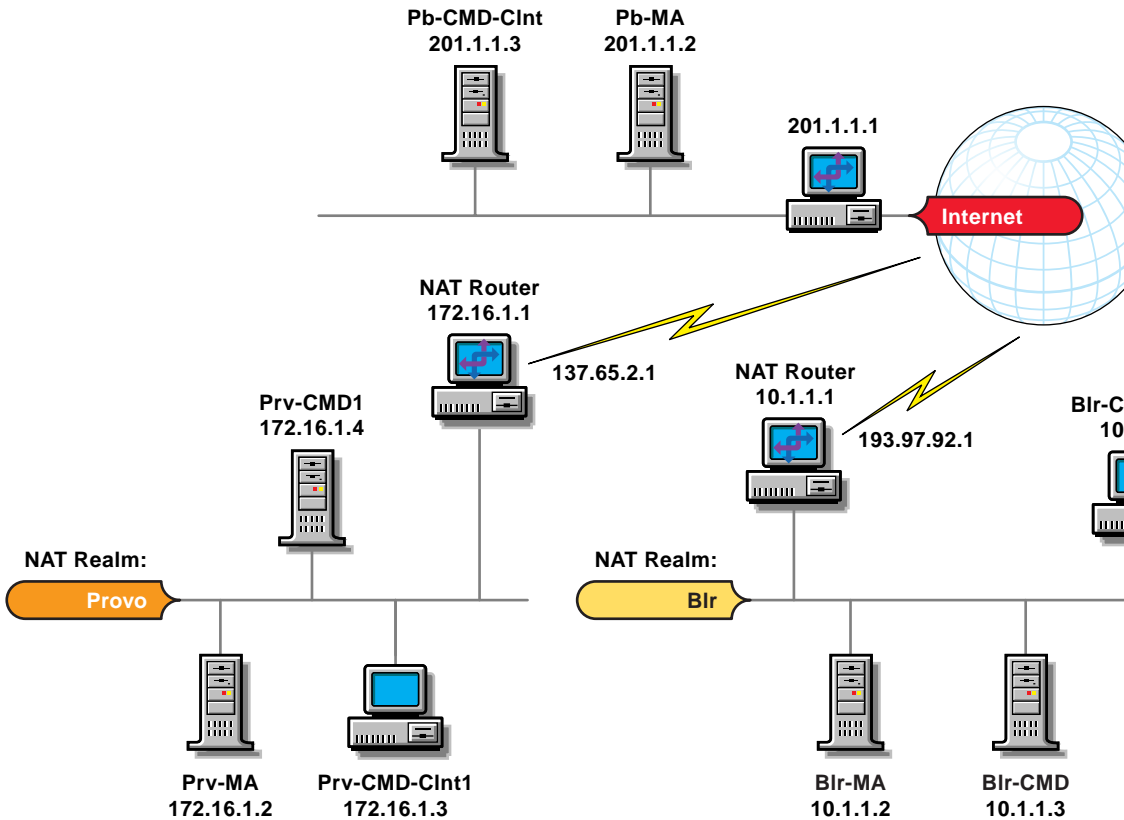 Pb-CMD-Clnt
201.1.1.3
Pb-MA
201.1.1.2
201.1.1.1
Internet
NAT Router
172.16.1.1
137.65.2.1
NAT Router
10.1.1.1
193.97.92.1
Prv-CMD1
172.16.1.4
Blr-C
10
NAT Realm:
Provo
NAT Realm:
Blr
Prv-MA
172.16.1.2
Prv-CMD-Clnt1
172.16.1.3
Blr-MA
10.1.1.2
Blr-CMD
10.1.1.3